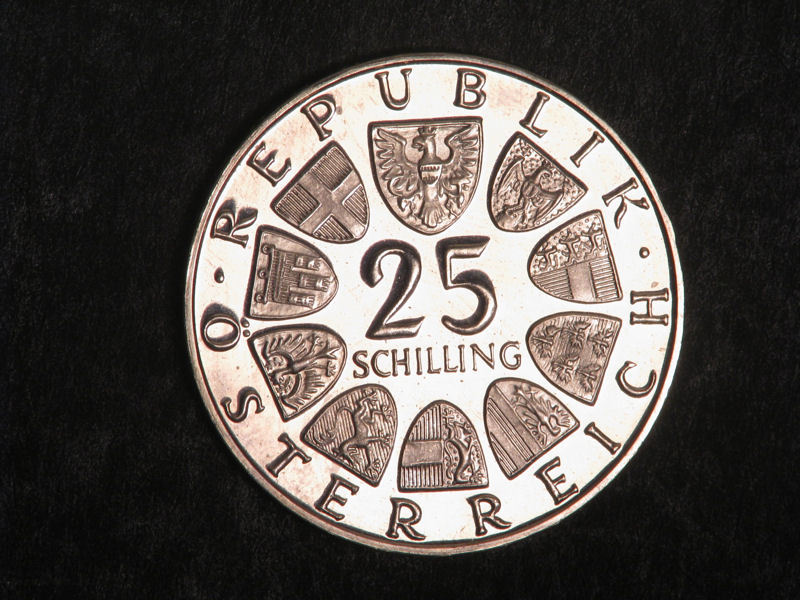 REPUBLIK · ÖSTERREICH ·
25
SCHILLING